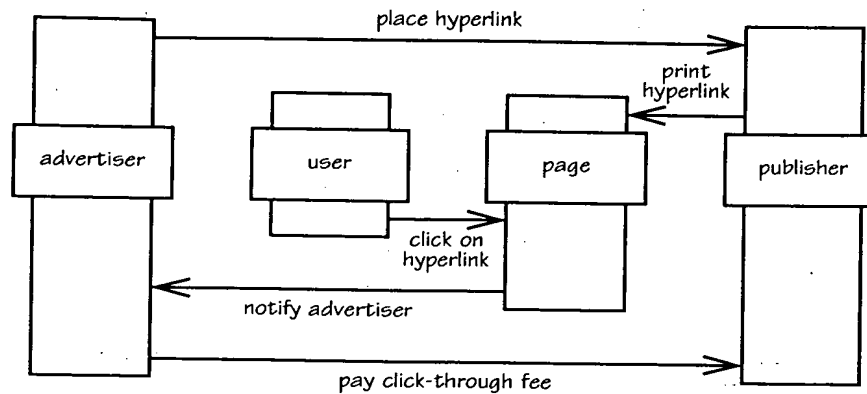 place hyperlink
print
hyperlink
advertiser
user
page
publisher
click on
hyperlink
notify advertiser
pay click-through fee